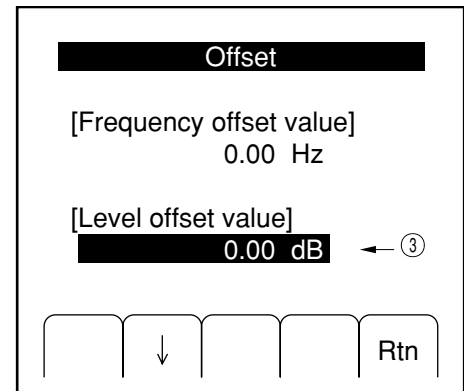 Offset
[Frequency offset value]
0.00 Hz
[Level offset value]
0.00 dB ← ③
↓ Rtn